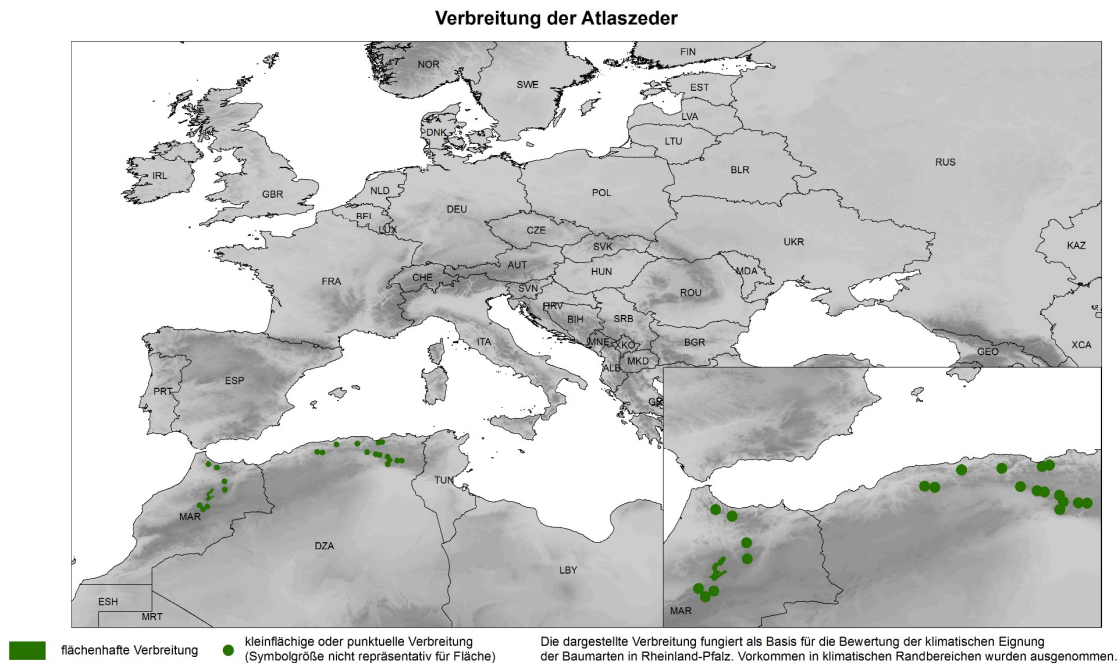 Verbreitung der Atlaszeder
FIN
NOR
SWE
EST
LVA
DNK
LTU
RUS
IRL
BLR
GBR
NLD
POL
DEU
BEL
LUX
CZE
UKR
KAZ
SVK
AUT
HUN
CHE
MDA
FRA
SVN
ROU
HRV
BIH
SRB
ITA
MNE
XKO
BGR
XCA
GEO
MKD
ALB
ESP
PRT
GR
TUN
MAR
DZA
LBY
ESH
MRT
MAR
flächenhafte Verbreitung
kleinflächige oder punktuelle Verbreitung
(Symbolgröße nicht repräsentativ für Fläche)
Die dargestellte Verbreitung fungiert als Basis für die Bewertung der klimatischen Eignung
der Baumarten in Rheinland-Pfalz. Vorkommen in klimatischen Randbereichen wurden ausgenommen.